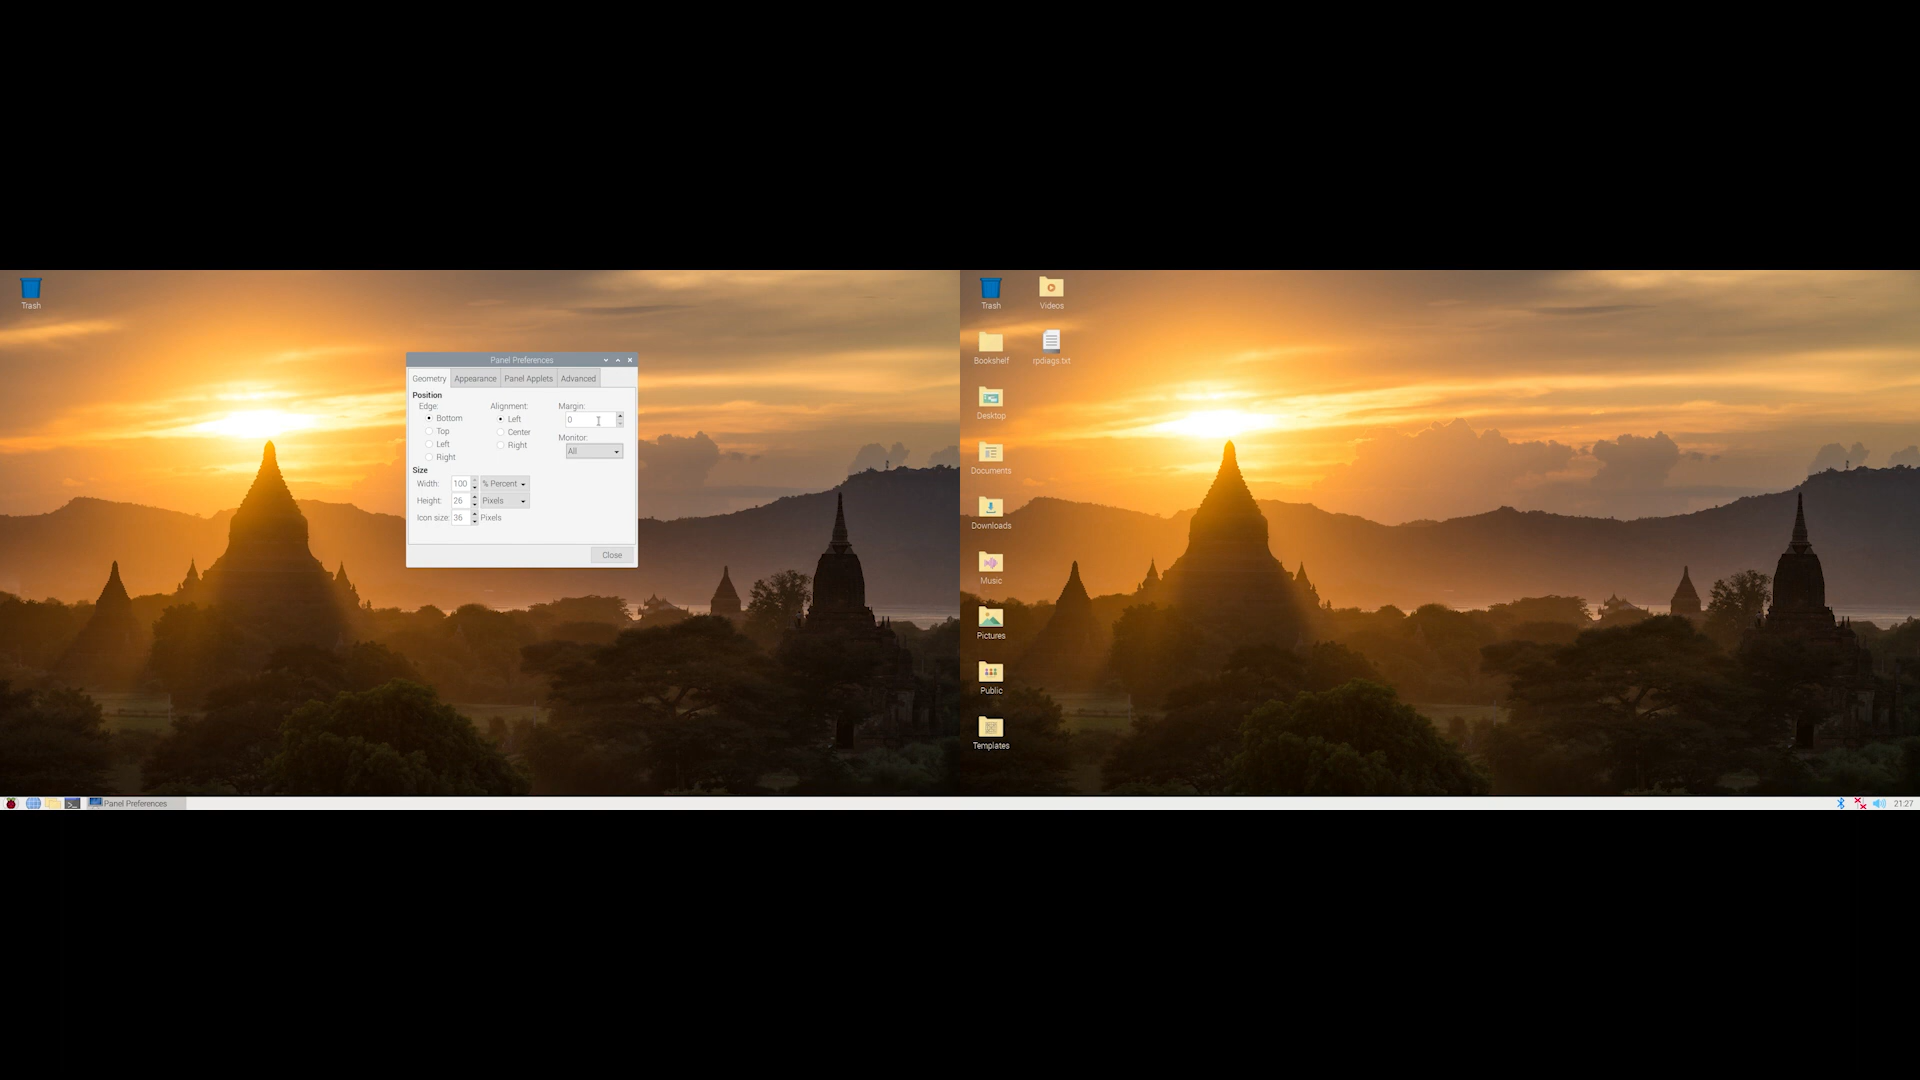 Trash
Panel Preferences
Geometry Appearance Panel Applets Advanced
Position
Edge: Alignment: Margin:
Bottom Left 0
Top Center
Left Right
Right
Monitor:
All
Size
Width: 100 % Percent
Height: 26 Pixels
Icon size: 36 Pixels
Close
Trash Videos
Bookshelf rpdiags.txt
Desktop
Documents
Downloads
Music
Pictures
Public
Templates
Panel Preferences
21:27